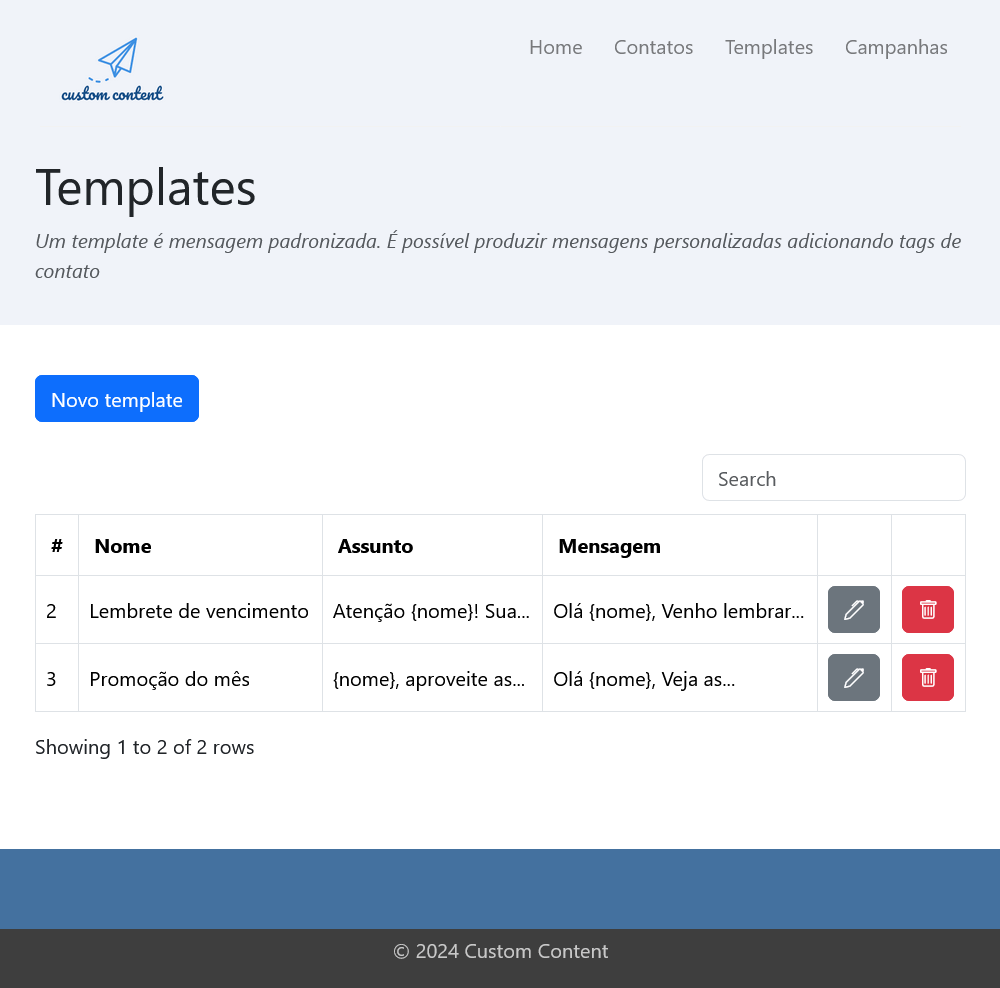 custom content
Home Contatos Templates Campanhas
Templates
Um template é mensagem padronizada. É possível produzir mensagens personalizadas adicionando tags de
contato
Novo template
Search
# Nome Assunto Mensagem
2 Lembrete de vencimento Atenção {nome}! Sua... Olá {nome}, Venho lembrar...
3 Promoção do mês {nome}, aproveite as... Olá {nome}, Veja as...
Showing 1 to 2 of 2 rows
© 2024 Custom Content